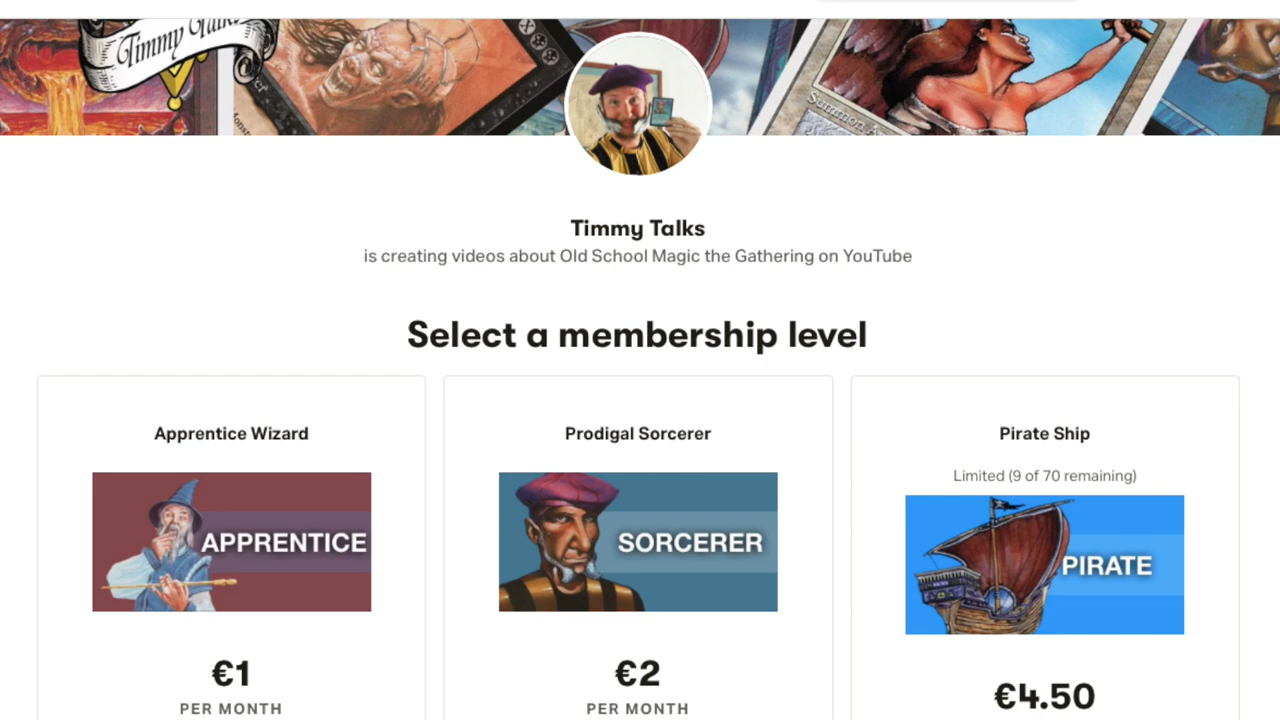 Timmy Talks
Summon A
Timmy Talks
is creating videos about Old School Magic the Gathering on YouTube
Select a membership level
Apprentice Wizard
Prodigal Sorcerer
Pirate Ship
Limited (9 of 70 remaining)
APPRENTICE
SORCERER
PIRATE
€1
€2
€4.50
PER MONTH
PER MONTH